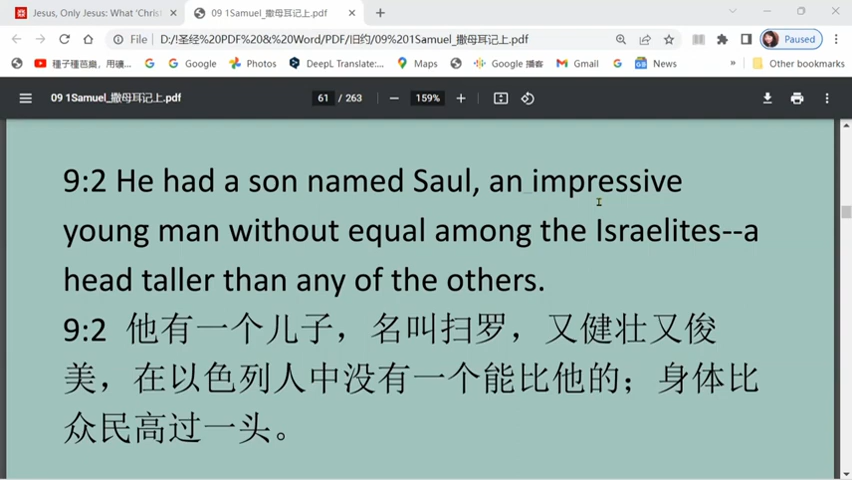 Jesus, Only Jesus: What 'Christ
09 1Samuel_撒母耳记上.pdf
File
D:/!圣经%20PDF%20&%20Word/PDF/旧约/09%201Samuel_撒母耳记上.pdf
Paused
種子種芭樂，用礦...
Google
Photos
DeepL Translate:...
Maps
Google 播客
Gmail
News
»
Other bookmarks
09 1Samuel_撒母耳记上.pdf
61 / 263
159%
9:2 He had a son named Saul, an impressive
young man without equal among the Israelites--a
head taller than any of the others.
9:2 他有一个儿子，名叫扫罗，又健壮又俊
美，在以色列人中没有一个能比他的；身体比
众民高过一头。